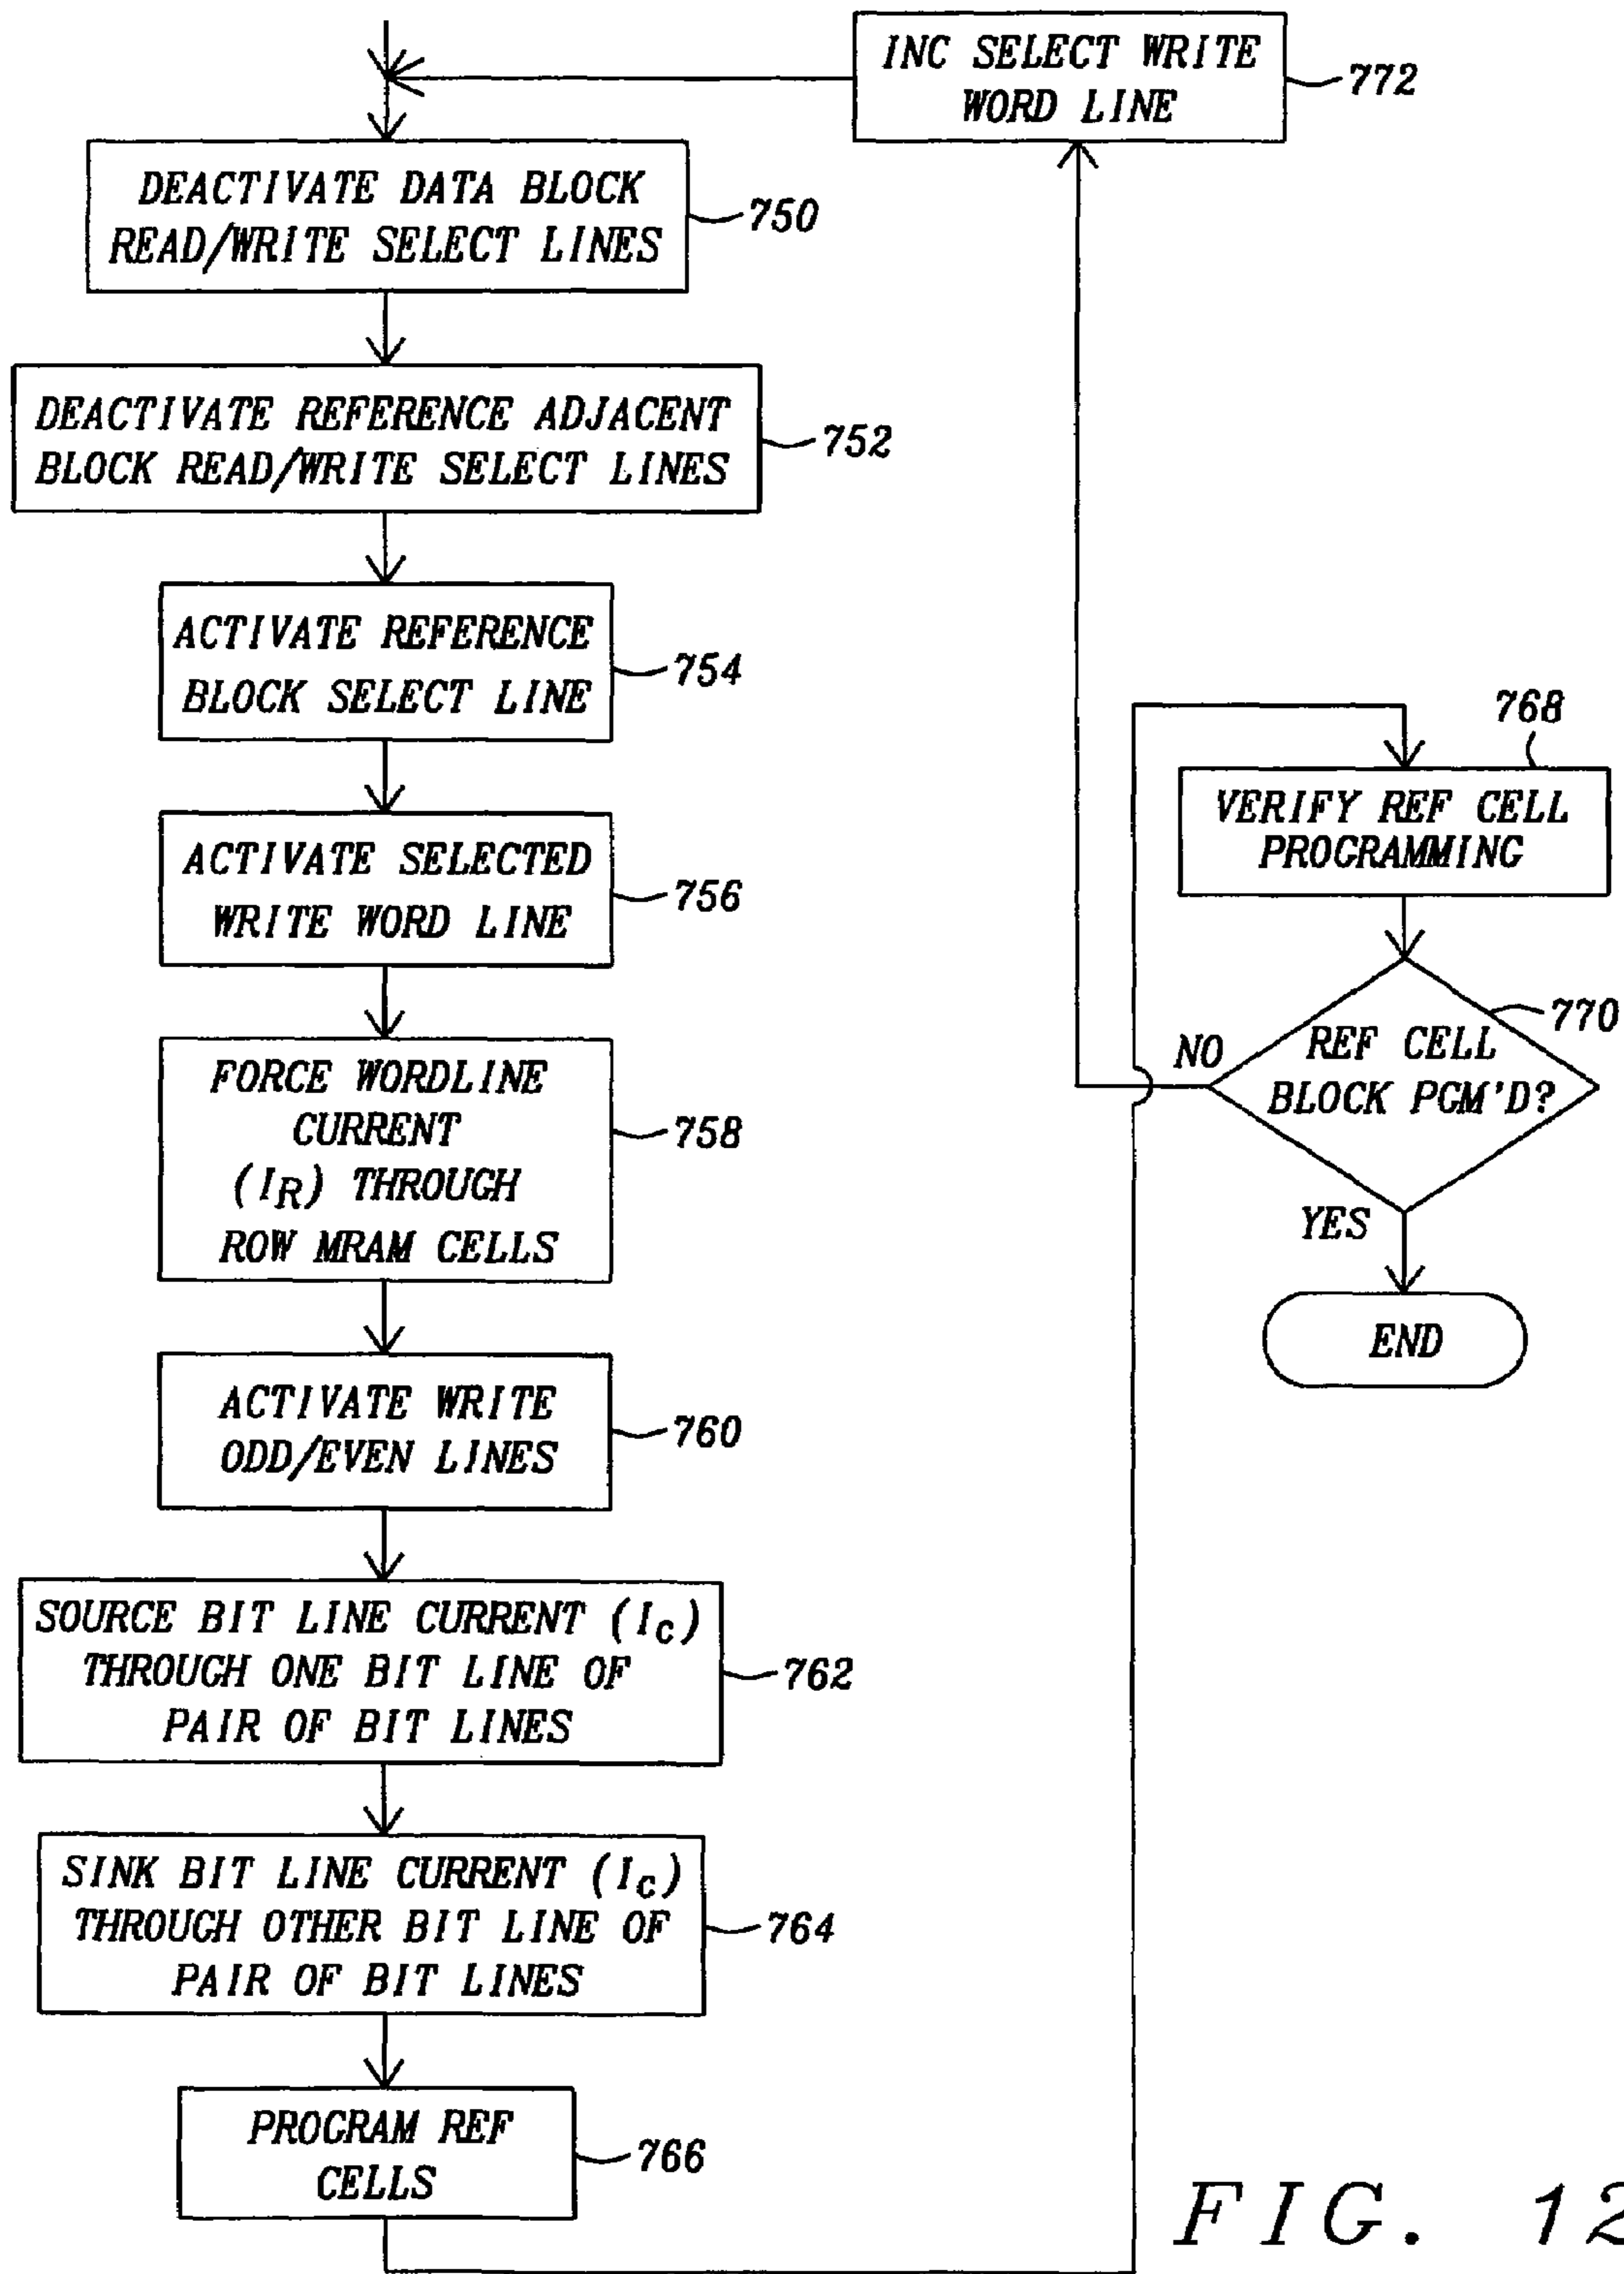 INC SELECT WRITE
WORD LINE
772
DEACTIVATE DATA BLOCK
READ/WRITE SELECT LINES
750
DEACTIVATE REFERENCE ADJACENT
BLOCK READ/WRITE SELECT LINES
752
ACTIVATE REFERENCE
BLOCK SELECT LINE
754
ACTIVATE SELECTED
WRITE WORD LINE
756
FORCE WORDLINE
CURRENT
(IR) THROUGH
ROW MRAM CELLS
758
ACTIVATE WRITE
ODD/EVEN LINES
760
SOURCE BIT LINE CURRENT (IC)
THROUGH ONE BIT LINE OF
PAIR OF BIT LINES
762
SINK BIT LINE CURRENT (IC)
THROUGH OTHER BIT LINE OF
PAIR OF BIT LINES
764
PROGRAM REF
CELLS
766
768
VERIFY REF CELL
PROGRAMMING
770
REF CELL
BLOCK PGM'D?
NO
YES
END
FIG. 12